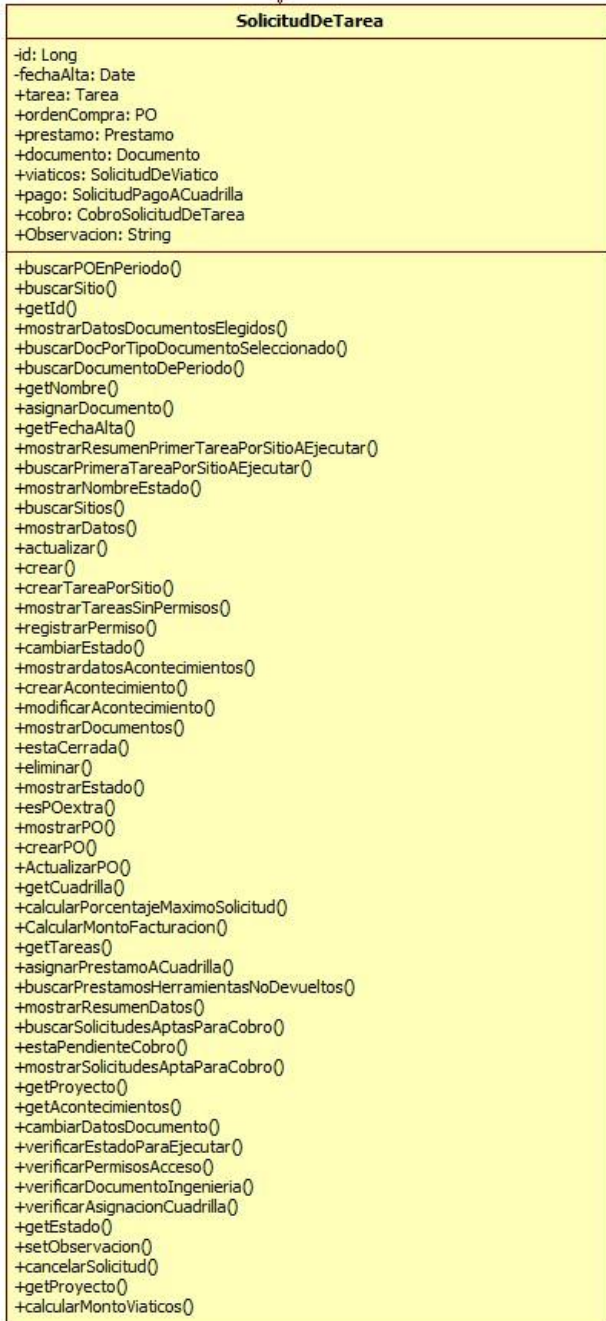 SolicitudDeTarea
-id: Long
-fechaAlta: Date
+tarea: Tarea
+ordenCompra: PO
+prestamo: Prestamo
+documento: Documento
+viaticos: SolicitudDeViatico
+pago: SolicitudPagoACuadrilla
+cobro: CobroSolicitudDeTarea
+Observacion: String
+buscarPOEnPeriodo()
+buscarSitio()
+getId()
+mostrarDatosDocumentosElegidos()
+buscarDocPorTipoDocumentoSeleccionado()
+buscarDocumentoDePeriodo()
+getNombre()
+asignarDocumento()
+getFechaAlta()
+mostrarResumenPrimerTareaPorSitioAEjecutar()
+buscarPrimeraTareaPorSitioAEjecutar()
+mostrarNombreEstado()
+buscarSitios()
+mostrarDatos()
+actualizar()
+crear()
+crearTareaPorSitio()
+mostrarTareasSinPermisos()
+registrarPermiso()
+cambiarEstado()
+mostrardatosAcontecimientos()
+crearAcontecimiento()
+modificarAcontecimiento()
+mostrarDocumentos()
+estaCerrada()
+eliminar()
+mostrarEstado()
+esPOextra()
+mostrarPO()
+crearPO()
+ActualizarPO()
+getCuadrilla()
+calcularPorcentajeMaximoSolicitud()
+CalcularMontoFacturacion()
+getTareas()
+asignarPrestamoACuadrilla()
+buscarPrestamosHerramientasNoDevueltos()
+mostrarResumenDatos()
+buscarSolicitudesAptasParaCobro()
+estaPendienteCobro()
+mostrarSolicitudesAptaParaCobro()
+getProyecto()
+getAcontecimientos()
+cambiarDatosDocumento()
+verificarEstadoParaEjecutar()
+verificarPermisosAcceso()
+verificarDocumentoIngenieria()
+verificarAsignacionCuadrilla()
+getEstado()
+setObservacion()
+cancelarSolicitud()
+getProyecto()
+calcularMontoViaticos()